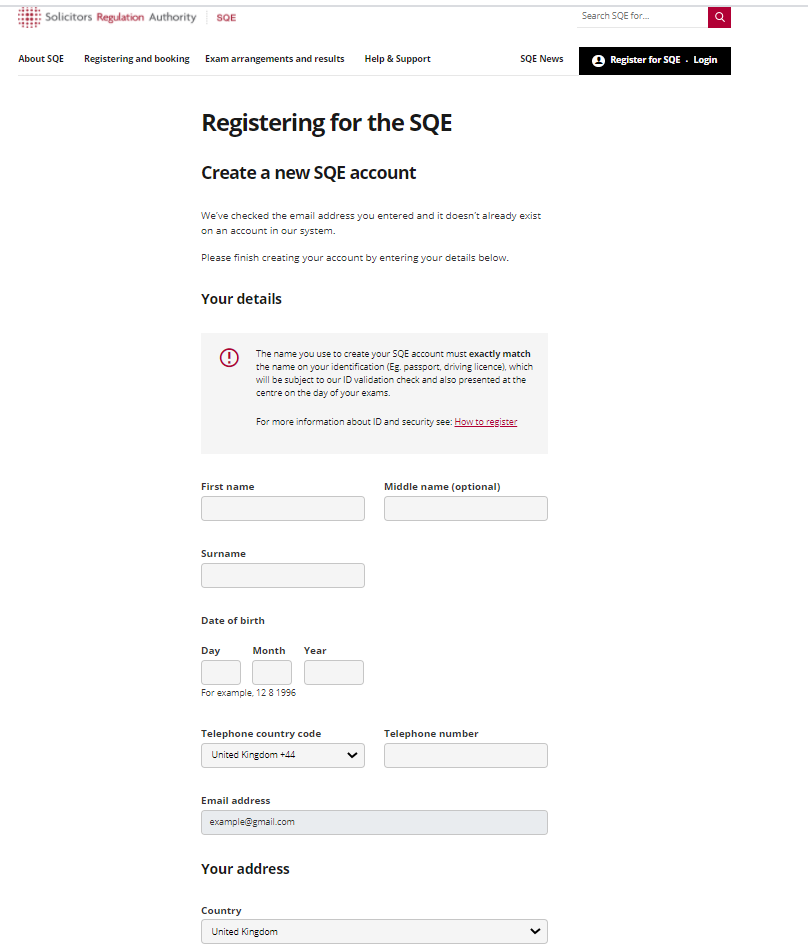 Solicitors Regulation Authority SQE
Search SQE for...
About SQE Registering and booking Exam arrangements and results Help & Support SQE News Register for SQE · Login
Registering for the SQE
Create a new SQE account
We've checked the email address you entered and it doesn't already exist
on an account in our system.
Please finish creating your account by entering your details below.
Your details
The name you use to create your SQE account must exactly match
the name on your identification (Eg. passport, driving licence), which
will be subject to our ID validation check and also presented at the
centre on the day of your exams.
For more information about ID and security see: How to register
First name Middle name (optional)
Surname
Date of birth
Day Month Year
For example, 12 8 1996
Telephone country code Telephone number
United Kingdom +44
Email address
example@gmail.com
Your address
Country
United Kingdom